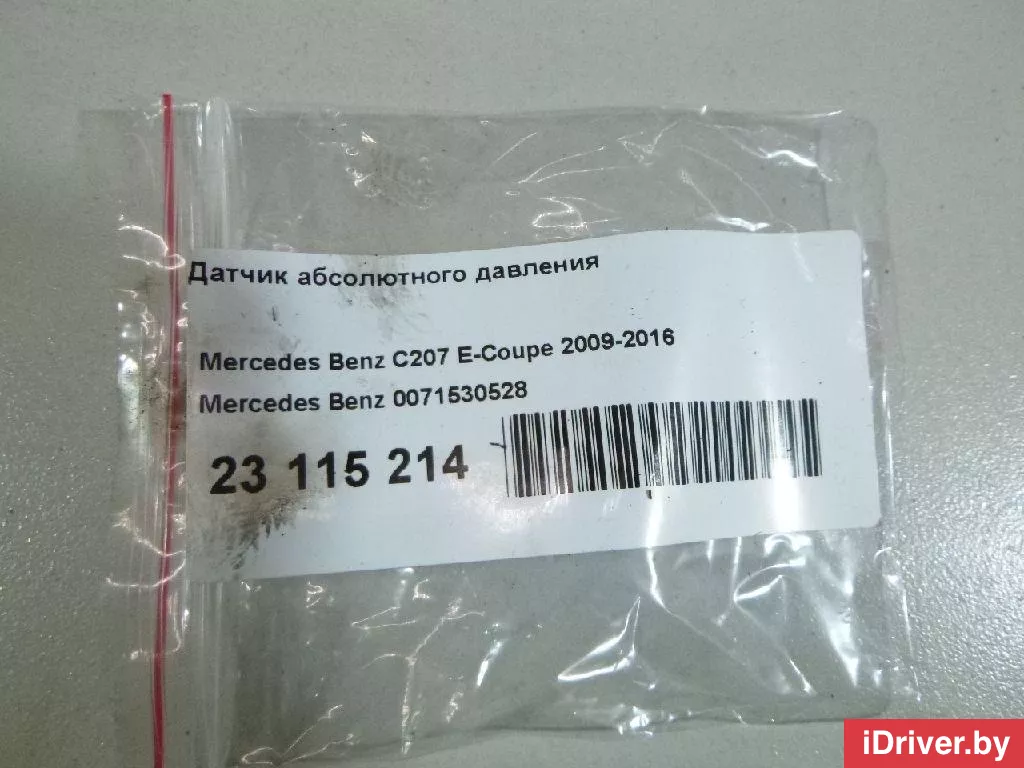 Датчик абсолютного давления
Mercedes Benz C207 E-Coupe 2009-2016
Mercedes Benz 0071530528
23 115 214
iDriver.by